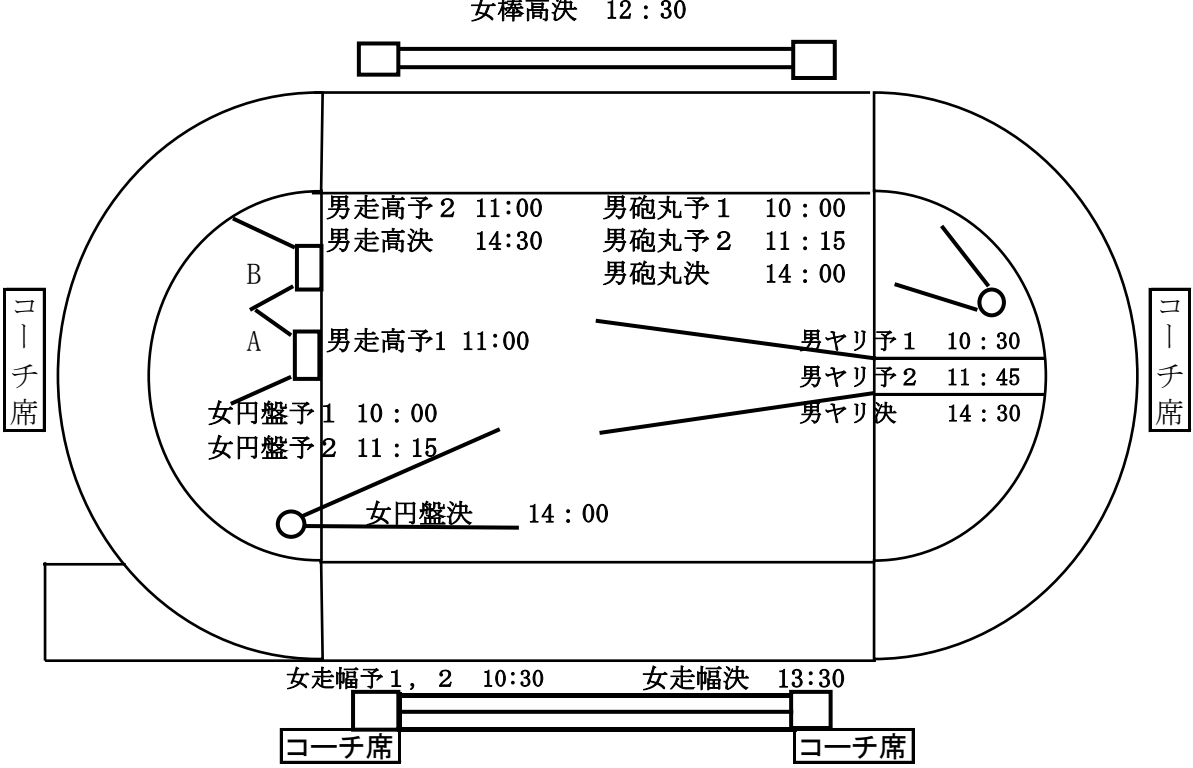 女棒高決　12：30
男走高予２ 11:00
男走高決　 14:30
男砲丸予１　10：00
男砲丸予２　11：15
男砲丸決　　14：00
B
A
男走高予1 11:00
コーチ席
コーチ席
男ヤリ予１　10：30
男ヤリ予２　11：45
男ヤリ決　　14：30
女円盤予１ 10：00
女円盤予２ 11：15
女円盤決　　14：00
女走幅予１, ２　10:30
女走幅決　13:30
コーチ席
コーチ席